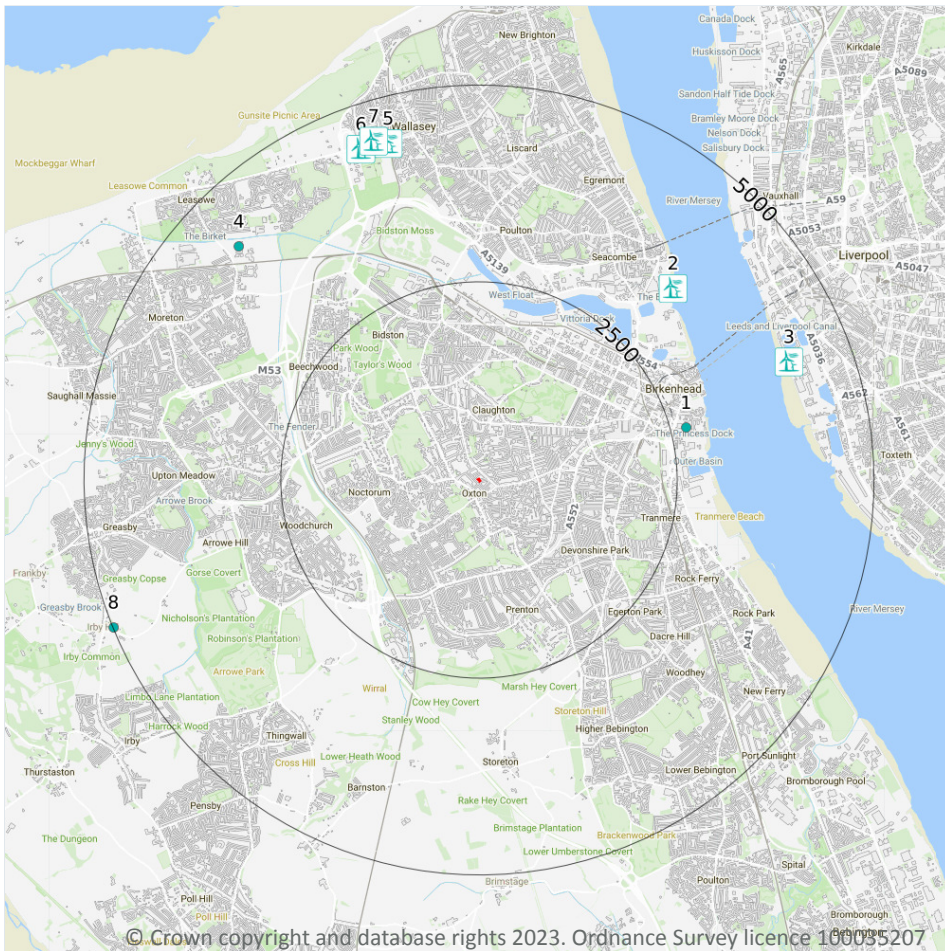 Canada Dock
New Brighton
Huskisson Dock
Kirkdale
A565
A5089
Sandon Half Tide Dock
Gunsite Picnic Area
Bramley Moore Dock
Nelson Dock
Salisbury Dock
6
7
5
Wallasey
Liscard
Mockbeggar Wharf
Leasowe Common
Egremont
5000
Vauxhall
A59
Leasowe
River Mersey
4
The Birket
Bidston Moss
Poulton
A5053
Seacombe
Liverpool
A5139
2
A5047
West Float
Vittoria Dock
Moreton
2500
Leeds and Liverpool Canal
Bidston
3
A5036
Park Wood
Beechwood
Taylor's Wood
M53
Birkenhead
Saughall Massie
A562
Claughton
1
The Fender
The Princess Dock
A561
Jenny's Wood
Toxteth
Outer Basin
Upton Meadow
Noctorum
Oxton
Arrowe Brook
A552
Tranmere
Tranmere Beach
Greasby
Woodchurch
Arrowe Hill
Devonshire Park
Frankby
Gorse Covert
Greasby Copse
Rock Ferry
8
Greasby Brook
Prenton
Egerton Park
Rock Park
River Mersey
Nicholson's Plantation
Robinson's Plantation
Dacre Hill
A41
Irby Common
Arrowe Park
Woodhey
Wirral
Marsh Hey Covert
New Ferry
Limbo Lane Plantation
Cow Hey Covert
Storeton Hill
Harrock Wood
Stanley Wood
Higher Bebington
Irby
Thingwall
Lower Heath Wood
Port Sunlight
Cross Hill
Storeton
Lower Bebington
Thurstaston
Bromborough Pool
Barnston
Pensby
Rake Hey Covert
The Dungeon
Brimstage Plantation
Brackenwood Park
Lower Umberstone Covert
Spital
Brimstage
Poulton
Poll Hill
Poll Hill
Bromborough
Bebington
© Crown copyright and database rights 2023. Ordnance Survey licence